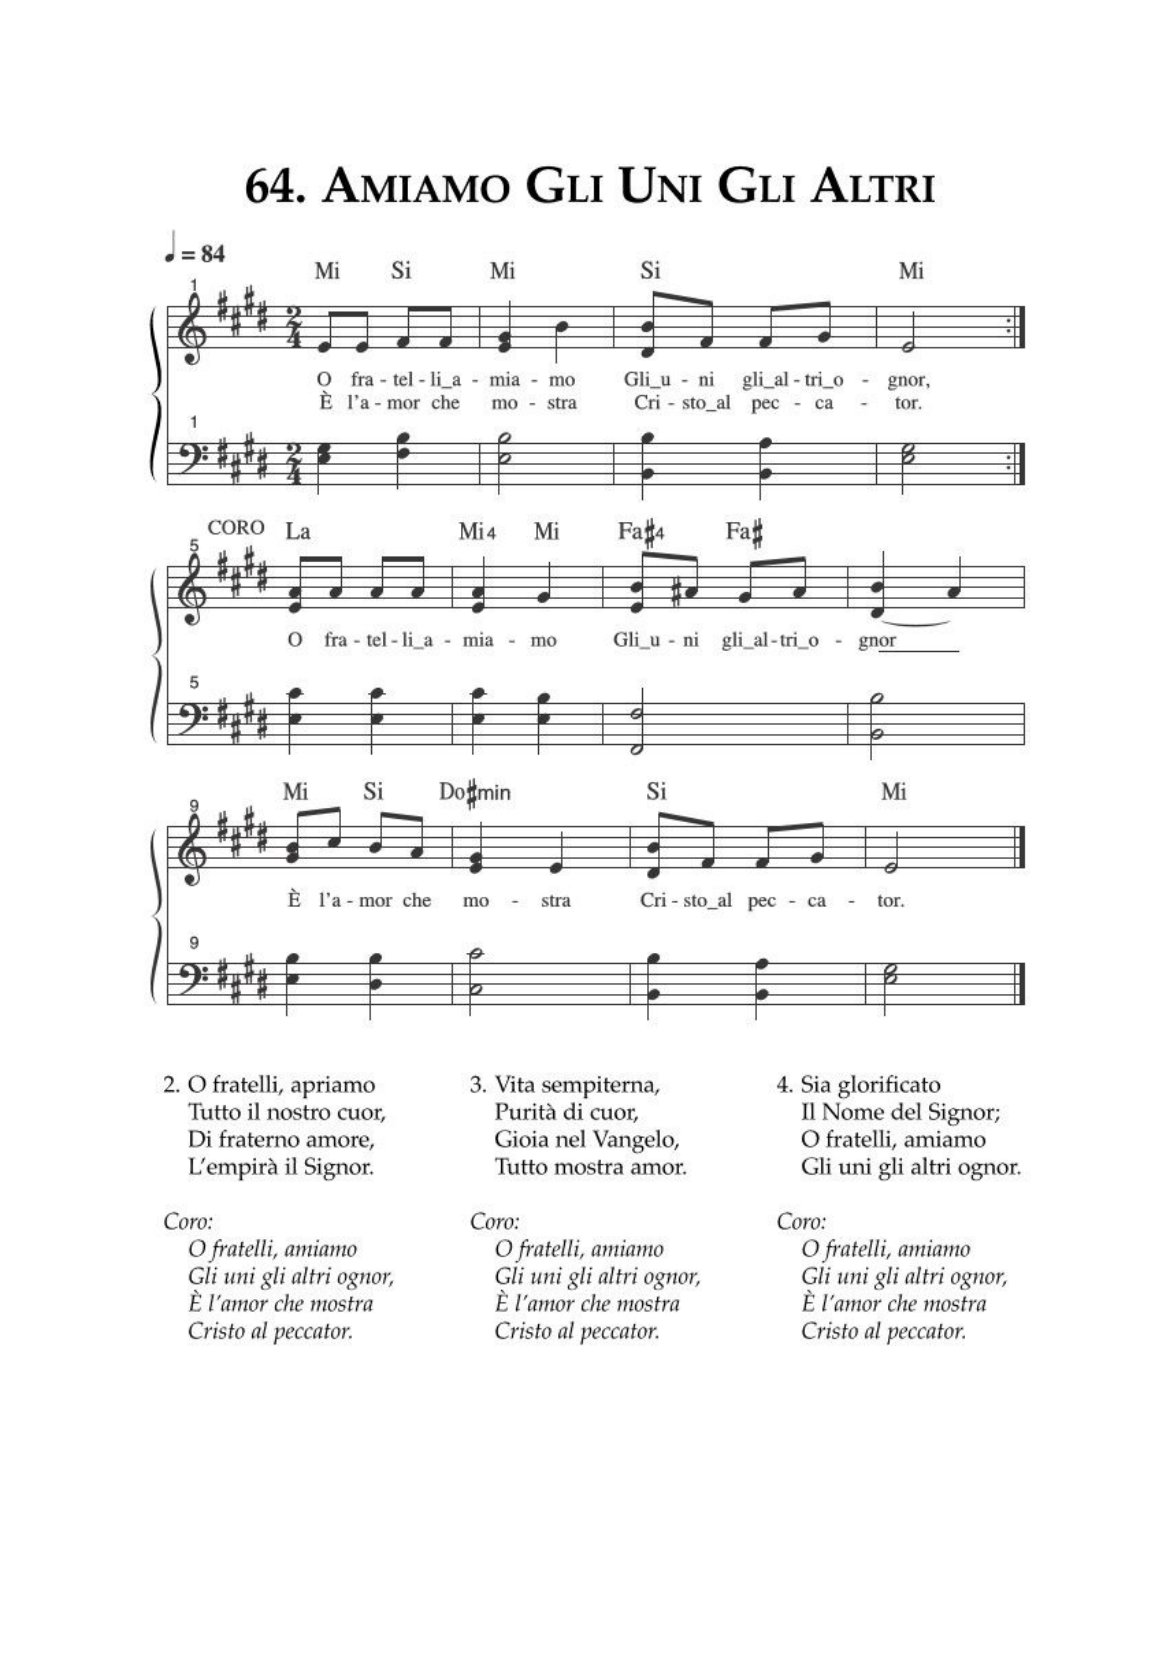 64. AMIAMO GLI UNI GLI ALTRI
♩ = 84
Mi Si Mi Si Mi
1
2 4
O fra - tel - li_a - mia - mo Gli_u - ni gli_al - tri_o - gnor,
È l'a - mor che mo - stra Cri - sto_al pec - ca - tor.
1
2 4
CORO La Mi4 Mi Fa♯4 Fa♯
5
O fra - tel - li_a - mia - mo Gli_u - ni gli_al - tri_o - gnor
5
Mi Si Do♯min Si Mi
9
È l'a - mor che mo - stra Cri - sto_al pec - ca - tor.
9
2. O fratelli, apriamo
Tutto il nostro cuor,
Di fraterno amore,
L'empirà il Signor.
Coro:
O fratelli, amiamo
Gli uni gli altri ognor,
È l'amor che mostra
Cristo al peccator.
3. Vita sempiterna,
Purità di cuor,
Gioia nel Vangelo,
Tutto mostra amor.
Coro:
O fratelli, amiamo
Gli uni gli altri ognor,
È l'amor che mostra
Cristo al peccator.
4. Sia glorificato
Il Nome del Signor;
O fratelli, amiamo
Gli uni gli altri ognor.
Coro:
O fratelli, amiamo
Gli uni gli altri ognor,
È l'amor che mostra
Cristo al peccator.